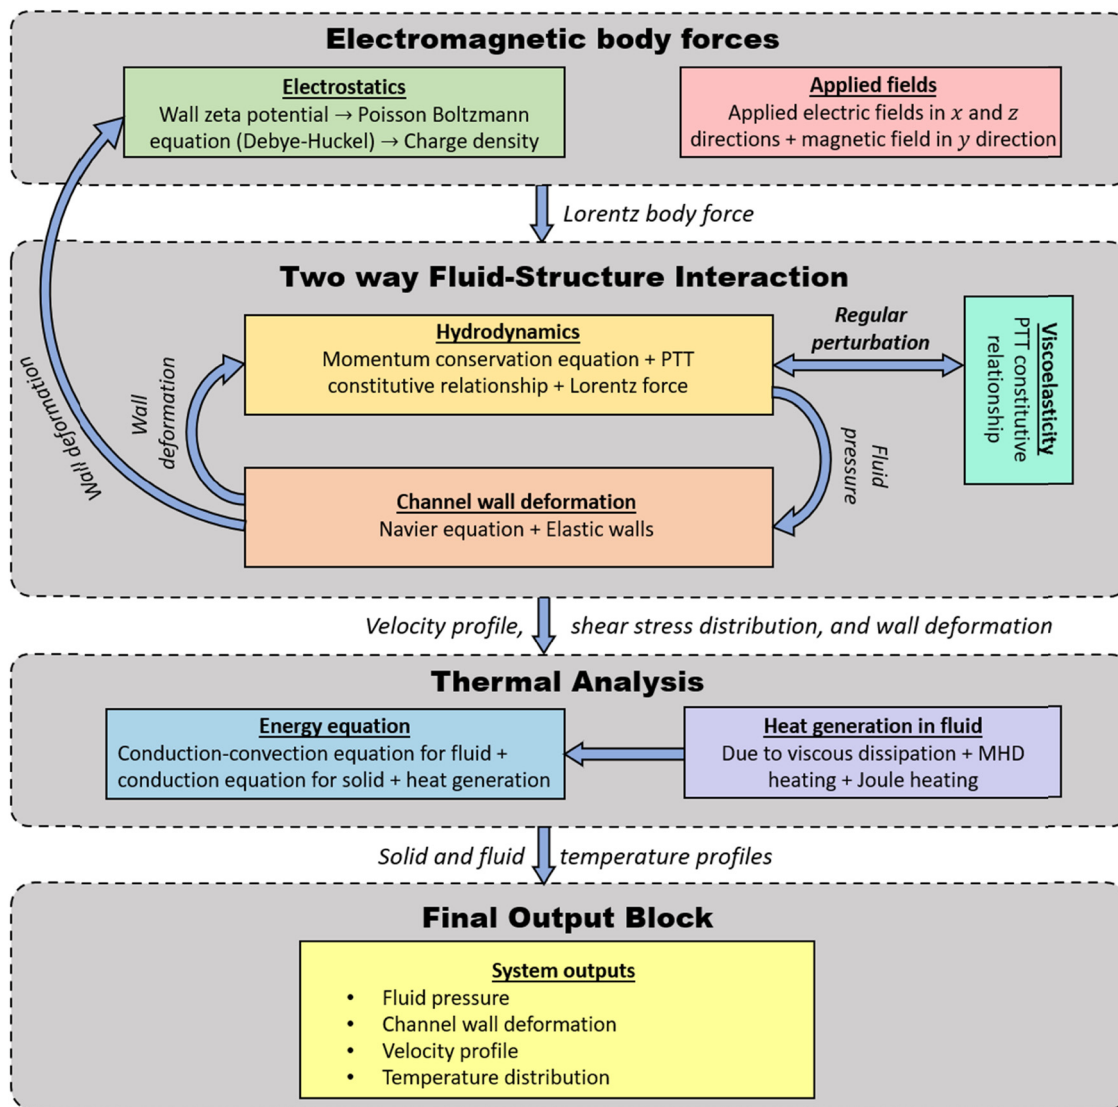 Electromagnetic body forces
Electrostatics
Wall zeta potential → Poisson Boltzmann
equation (Debye-Huckel) → Charge density
Applied fields
Applied electric fields in x and z
directions + magnetic field in y direction
Lorentz body force
Two way Fluid-Structure Interaction
Wall deformation
Wall
deformation
Hydrodynamics
Momentum conservation equation + PTT
constitutive relationship + Lorentz force
Regular
perturbation
Viscoelasticity
PTT constitutive
relationship
Fluid
pressure
Channel wall deformation
Navier equation + Elastic walls
Velocity profile, shear stress distribution, and wall deformation
Thermal Analysis
Energy equation
Conduction-convection equation for fluid +
conduction equation for solid + heat generation
Heat generation in fluid
Due to viscous dissipation + MHD
heating + Joule heating
Solid and fluid temperature profiles
Final Output Block
System outputs
• Fluid pressure
• Channel wall deformation
• Velocity profile
• Temperature distribution